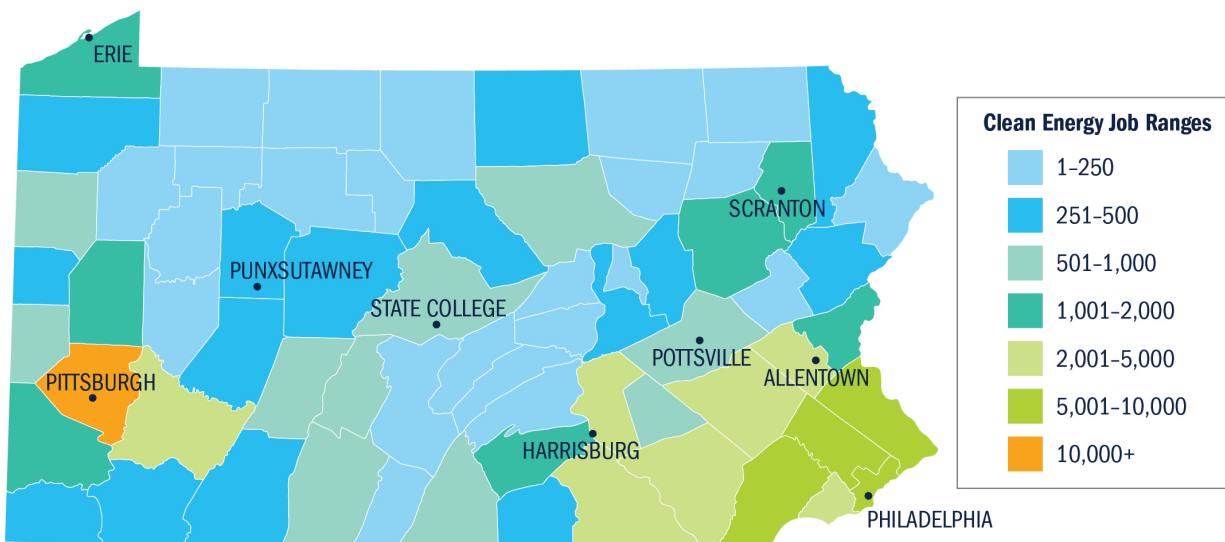 ERIE
SCRANTON
PUNXSUTAWNEY
STATE COLLEGE
POTTSVILLE
PITTSBURGH
ALLENTOWN
HARRISBURG
PHILADELPHIA
Clean Energy Job Ranges
1–250
251–500
501–1,000
1,001–2,000
2,001–5,000
5,001–10,000
10,000+